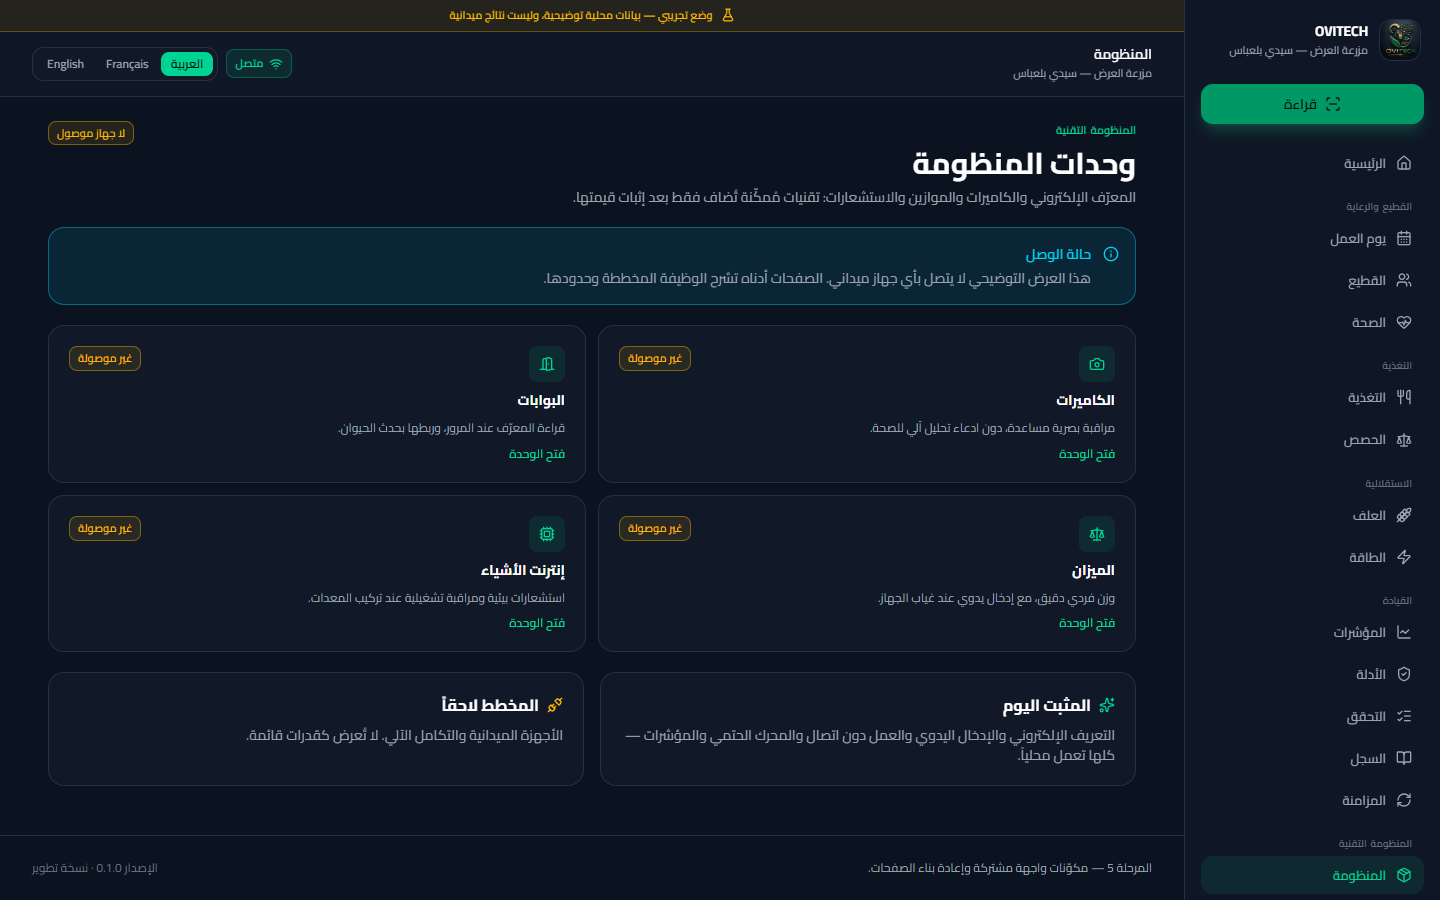 وضع تجريبي — بيانات محلية توضيحية، وليست نتائج ميدانية
OVITECH
مزرعة العرض — سيدي بلعباس
قراءة
الرئيسية
القطيع والرعاية
يوم العمل
القطيع
الصحة
التغذية
التغذية
الحصص
الاستقلالية
العلف
الطاقة
القيادة
المؤشرات
الأدلة
التحقق
السجل
المزامنة
المنظومة التقنية
المنظومة
المنظومة
مزرعة العرض — سيدي بلعباس
متصل
العربية
Français
English
المنظومة التقنية
لا جهاز موصول
وحدات المنظومة
المعرّف الإلكتروني والكاميرات والموازين والاستشعارات: تقنيات مُمكّنة تُضاف فقط بعد إثبات قيمتها.
حالة الوصل
هذا العرض التوضيحي لا يتصل بأي جهاز ميداني. الصفحات أدناه تشرح الوظيفة المخططة وحدودها.
غير موصولة
الكاميرات
مراقبة بصرية مساعدة، دون ادعاء تحليل آلي للصحة.
فتح الوحدة
غير موصولة
البوابات
قراءة المعرّف عند المرور، وربطها بحدث الحيوان.
فتح الوحدة
غير موصولة
الميزان
وزن فردي دقيق، مع إدخال يدوي عند غياب الجهاز.
فتح الوحدة
غير موصولة
إنترنت الأشياء
استشعارات بيئية ومراقبة تشغيلية عند تركيب المعدات.
فتح الوحدة
المثبت اليوم
التعريف الإلكتروني والإدخال اليدوي والعمل دون اتصال والمحرك الحتمي والمؤشرات —
كلها تعمل محلياً.
المخطط لاحقاً
الأجهزة الميدانية والتكامل الآلي. لا تُعرض كقدرات قائمة.
المرحلة 5 — مكوّنات واجهة مشتركة وإعادة بناء الصفحات.
الإصدار 0.1.0 · نسخة تطوير